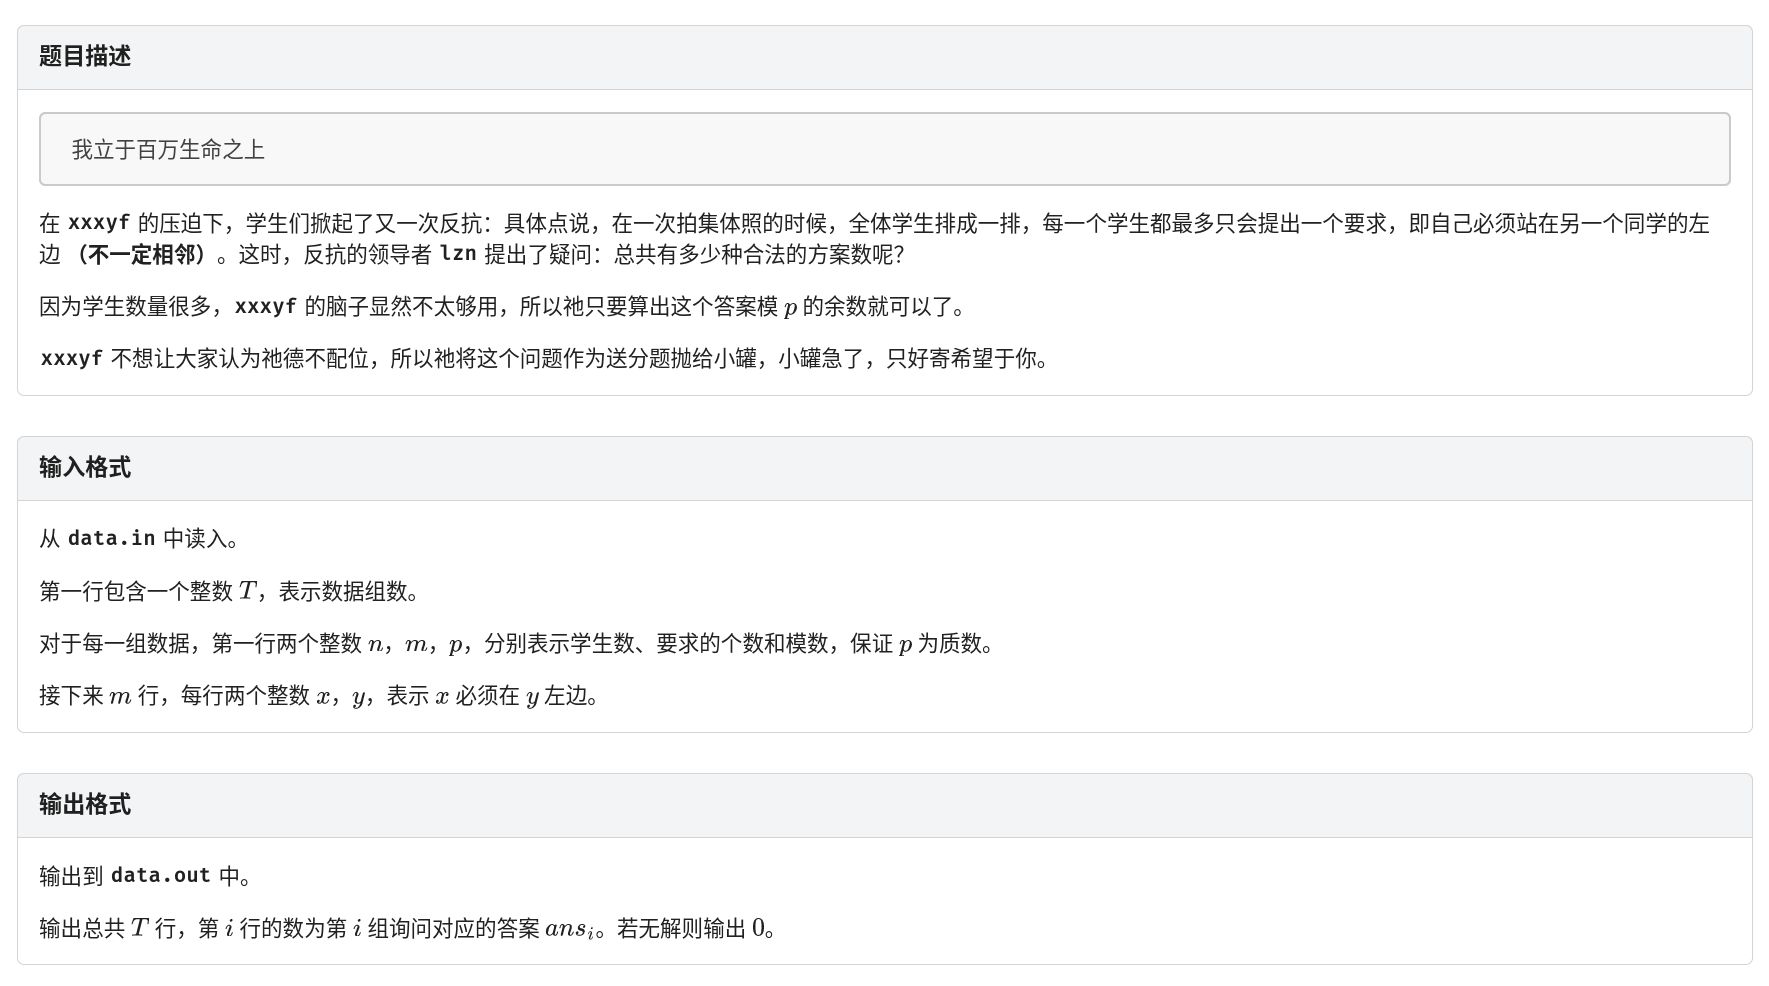 题目描述
我立于百万生命之上
在 xxxyf 的压迫下，学生们掀起了又一次反抗：具体点说，在一次拍集体照的时候，全体学生排成一排，每一个学生都最多只会提出一个要求，即自己必须站在另一个同学的左
边 （不一定相邻）。这时，反抗的领导者 lzn 提出了疑问：总共有多少种合法的方案数呢？
因为学生数量很多，xxxyf 的脑子显然不太够用，所以祂只要算出这个答案模 p 的余数就可以了。
xxxyf 不想让大家认为祂德不配位，所以祂将这个问题作为送分题抛给小罐，小罐急了，只好寄希望于你。
输入格式
从 data.in 中读入。
第一行包含一个整数 T，表示数据组数。
对于每一组数据，第一行两个整数 n，m，p，分别表示学生数、要求的个数和模数，保证 p 为质数。
接下来 m 行，每行两个整数 x，y，表示 x 必须在 y 左边。
输出格式
输出到 data.out 中。
输出总共 T 行，第 i 行的数为第 i 组询问对应的答案 ansᵢ。若无解则输出 0。